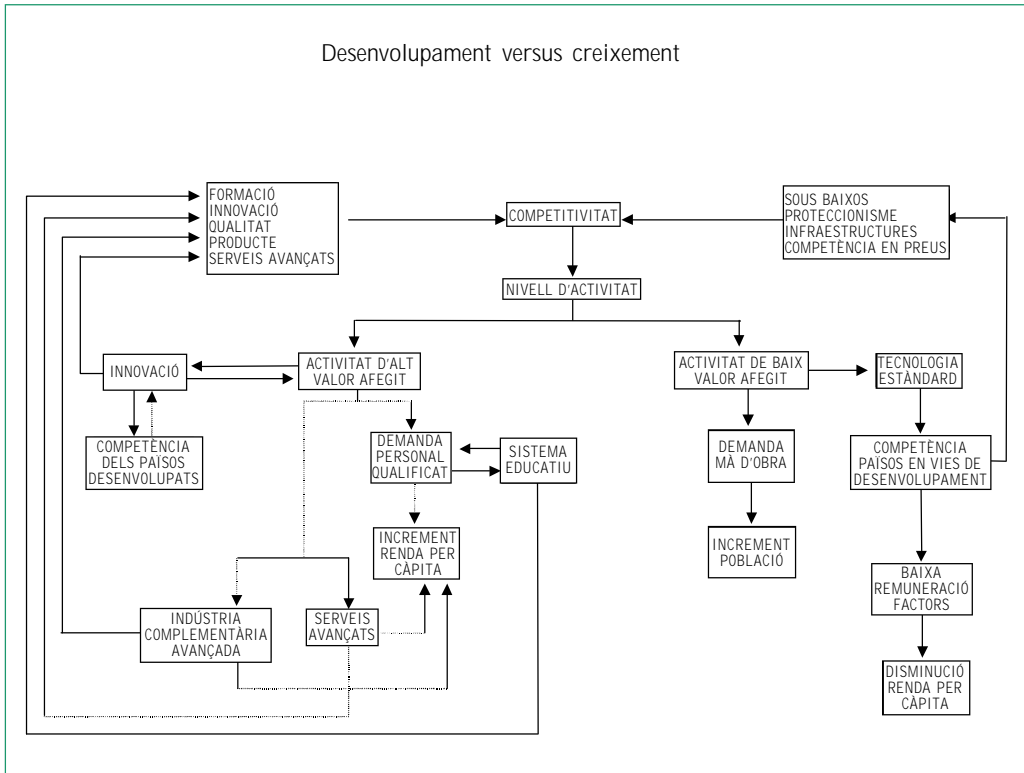 Desenvolupament versus creixement
FORMACIÓ
INNOVACIÓ
QUALITAT
PRODUCTE
SERVEIS AVANÇATS
COMPETITIVITAT
SOUS BAIXOS
PROTECCIONISME
INFRAESTRUCTURES
COMPETÈNCIA EN PREUS
NIVELL D'ACTIVITAT
INNOVACIÓ
ACTIVITAT D'ALT
VALOR AFEGIT
ACTIVITAT DE BAIX
VALOR AFEGIT
TECNOLOGIA
ESTÀNDARD
COMPETÈNCIA
DELS PAÏSOS
DESENVOLUPATS
DEMANDA
PERSONAL
QUALIFICAT
SISTEMA
EDUCATIU
DEMANDA
MÀ D'OBRA
COMPETÈNCIA
PAÏSOS EN VIES DE
DESENVOLUPAMENT
INCREMENT
RENDA PER
CÀPITA
INCREMENT
POBLACIÓ
BAIXA
REMUNERACIÓ
FACTORS
INDÚSTRIA
COMPLEMENTÀRIA
AVANÇADA
SERVEIS
AVANÇATS
DISMINUCIÓ
RENDA PER
CÀPITA